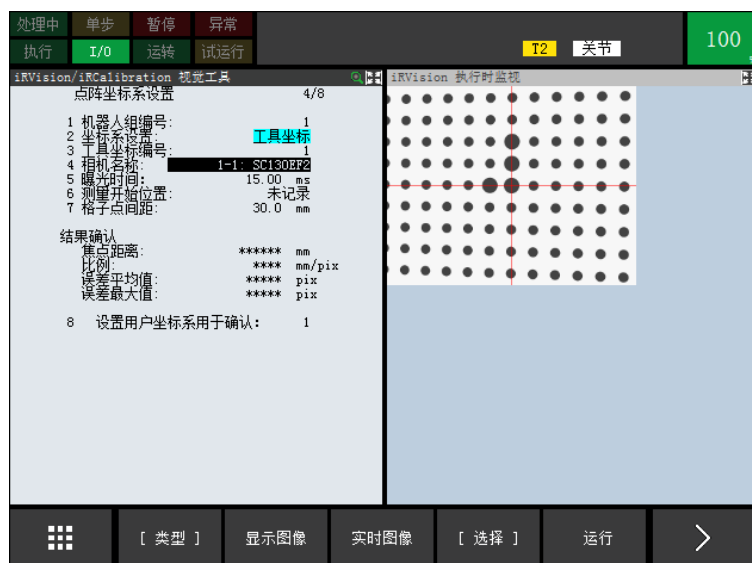 处理中 单步 暂停 异常
执行 I/O 运转 试运行 T2 关节 100
iRVision/iRCalibration 视觉工具
点阵坐标系设置 4/8
1 机器人组编号: 1
2 坐标系设置: 工具坐标
3 工具坐标编号: 1
4 相机名称: 1-1: SC130EF2
5 曝光时间: 15.00 ms
6 测量开始位置: 未记录
7 格子点间距: 30.0 mm
结果确认
焦点距离: ****** mm
比例: **** mm/pix
误差平均值: ***** pix
误差最大值: ***** pix
8 设置用户坐标系用于确认: 1
iRVision 执行时监视
[ 类型 ] 显示图像 实时图像 [ 选择 ] 运行